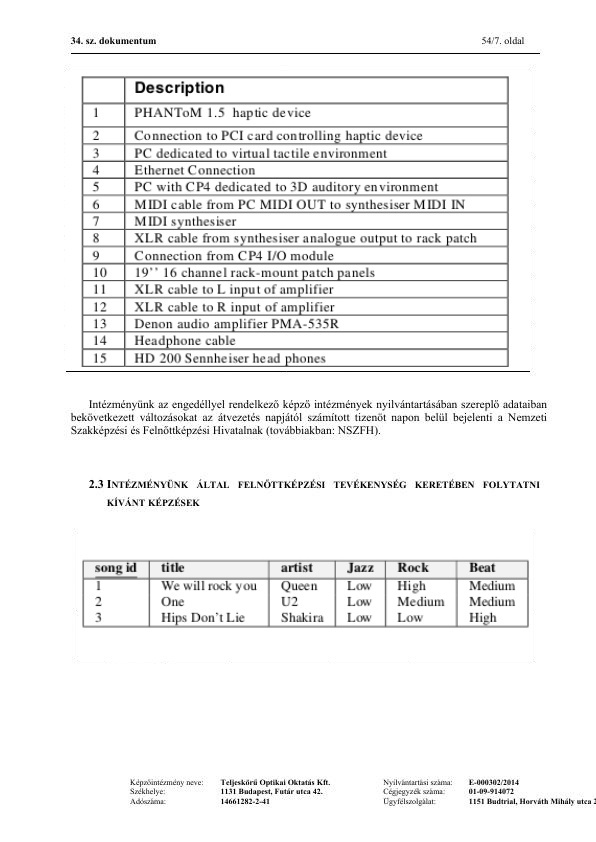 34. sz. dokumentum 54/7. oldal
Description
1 PHANToM 1.5 haptic device
2 Connection to PCI card controlling haptic device
3 PC dedicated to virtual tactile environment
4 Ethernet Connection
5 PC with CP4 dedicated to 3D auditory environment
6 MIDI cable from PC MIDI OUT to synthesiser MIDI IN
7 MIDI synthesiser
8 XLR cable from synthesiser analogue output to rack patch
9 Connection from CP4 I/O module
10 19’’ 16 channel rack-mount patch panels
11 XLR cable to L input of amplifier
12 XLR cable to R input of amplifier
13 Denon audio amplifier PMA-535R
14 Headphone cable
15 HD 200 Sennheiser head phones
Intézményünk az engedéllyel rendelkező képző intézmények nyilvántartásában szereplő adataiban
bekövetkezett változásokat az átvezetés napjától számított tizenöt napon belül bejelenti a Nemzeti
Szakképzési és Felnőttképzési Hivatalnak (továbbiakban: NSZFH).
2.3 INTÉZMÉNYÜNK ÁLTAL FELNŐTTKÉPZÉSI TEVÉKENYSÉG KERETÉBEN FOLYTATNI
KÍVÁNT KÉPZÉSEK
song id title artist Jazz Rock Beat
1 We will rock you Queen Low High Medium
2 One U2 Low Medium Medium
3 Hips Don’t Lie Shakira Low Low High
Képzőintézmény neve: Teljeskörű Optikai Oktatás Kft. Nyilvántartási száma: E-000302/2014
Székhelye: 1131 Budapest, Futár utca 42. Cégjegyzék száma: 01-09-914072
Adószáma: 14661282-2-41 Ügyfélszolgálat: 1151 Budtrial, Horváth Mihály utca